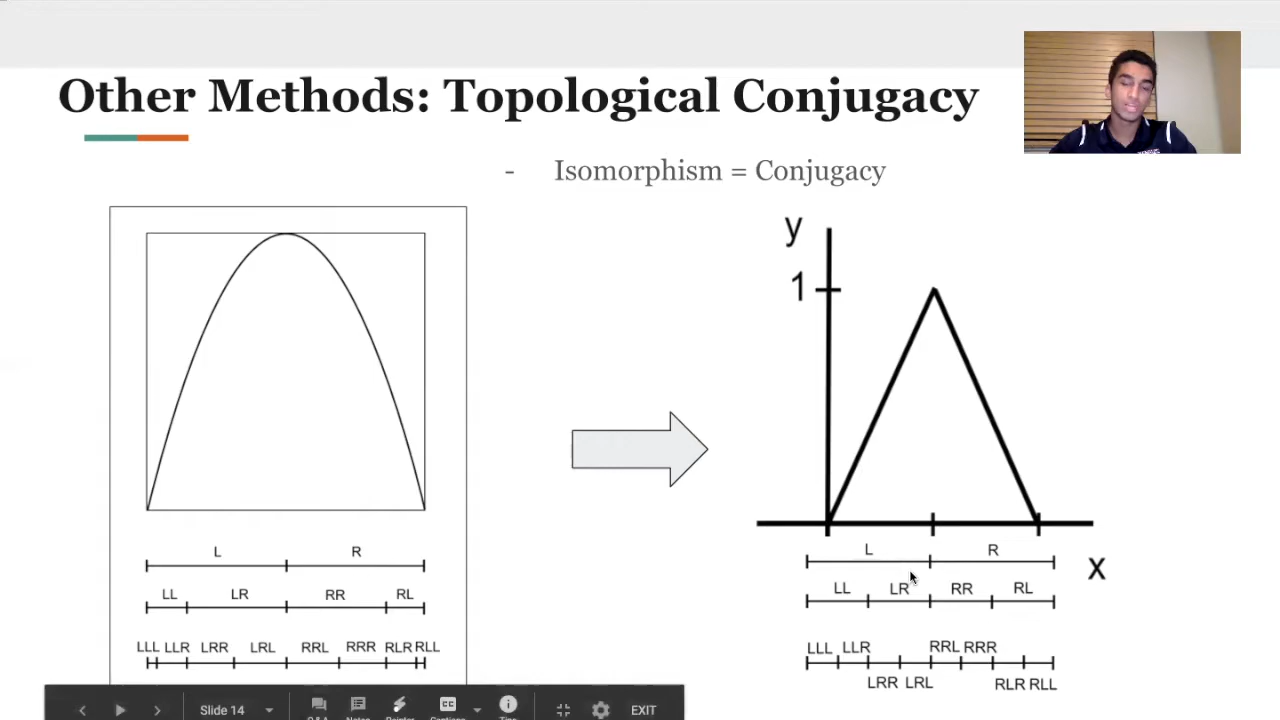 Other Methods: Topological Conjugacy
- Isomorphism = Conjugacy
L R
LL LR RR RL
LLL LLR LRR LRL RRL RRR RLR RLL
y
1
x
L R
LL LR RR RL
LLL LLR RRL RRR
LRR LRL RLR RLL
Slide 14
EXIT